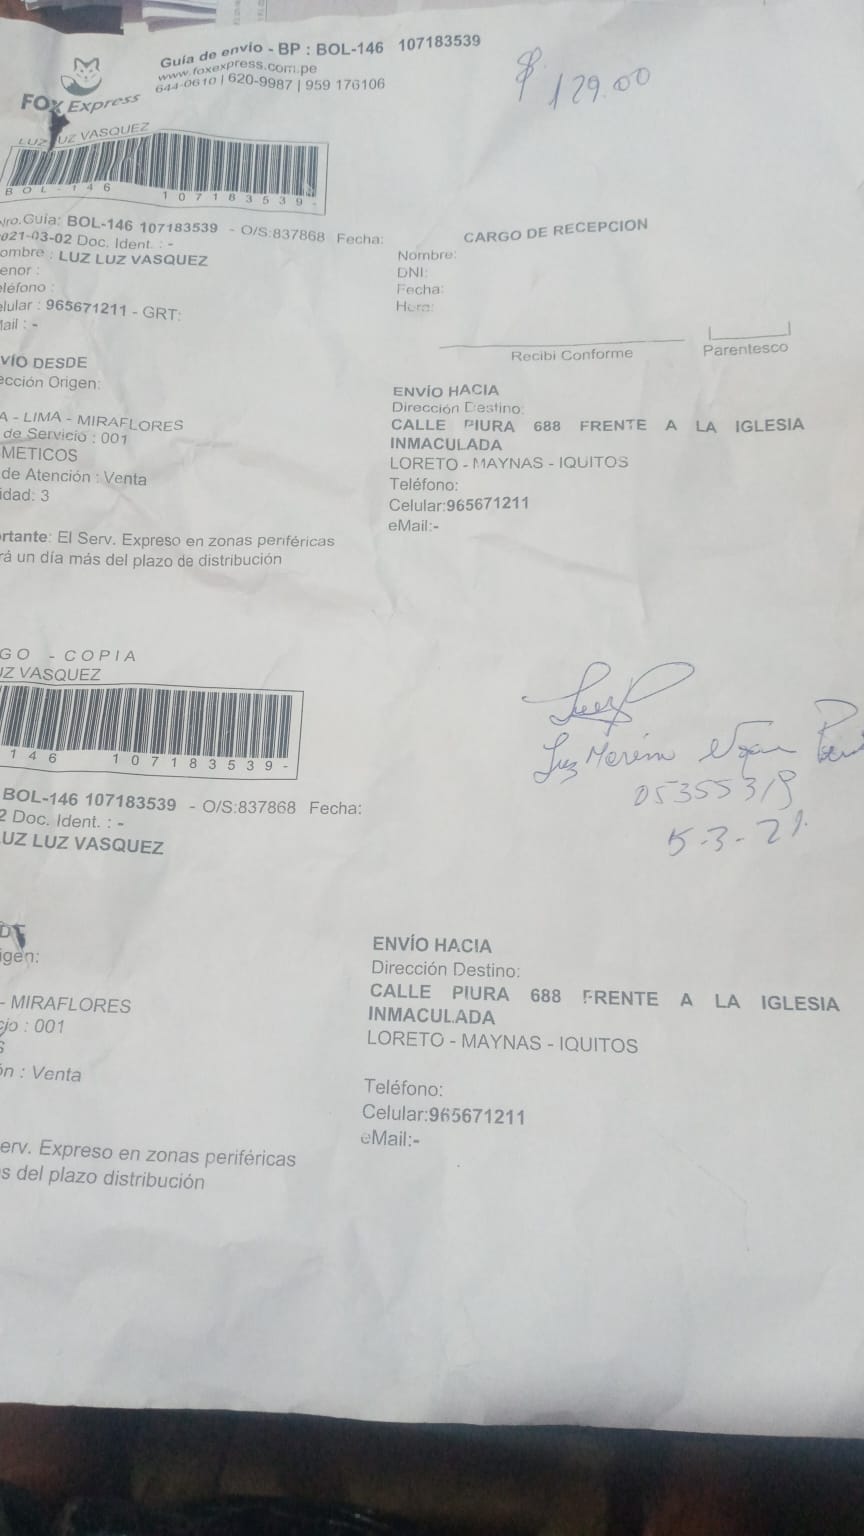 Guía de envío - BP : BOL-146 107183539
www.foxexpress.com.pe
644-0610 | 620-9987 | 959 176106
FOX Express
$ 129.00
LUZ LUZ VASQUEZ
BOL-146 107183539-
Nro.Guía: BOL-146 107183539 - O/S:837868 Fecha:
2021-03-02 Doc. Ident. : -
ombre : LUZ LUZ VASQUEZ
enor :
eléfono :
elular : 965671211 - GRT:
Mail : -
CARGO DE RECEPCION
Nombre:
DNI:
Fecha:
Hora:
Recibi Conforme
Parentesco
VÍO DESDE
ección Origen:
A - LIMA - MIRAFLORES
de Servicio : 001
METICOS
de Atención : Venta
idad: 3
ENVÍO HACIA
Dirección Destino:
CALLE PIURA 688 FRENTE A LA IGLESIA
INMACULADA
LORETO - MAYNAS - IQUITOS
Teléfono:
Celular:965671211
eMail:-
rtante: El Serv. Expreso en zonas periféricas
rá un día más del plazo de distribución
GO - COPIA
UZ VASQUEZ
146 107183539-
BOL-146 107183539 - O/S:837868 Fecha:
2 Doc. Ident. : -
UZ LUZ VASQUEZ
Luz
05355319
5-3-21
igen:
- MIRAFLORES
cio : 001
S
ón : Venta
ENVÍO HACIA
Dirección Destino:
CALLE PIURA 688 FRENTE A LA IGLESIA
INMACULADA
LORETO - MAYNAS - IQUITOS
Teléfono:
Celular:965671211
eMail:-
erv. Expreso en zonas periféricas
s del plazo distribución